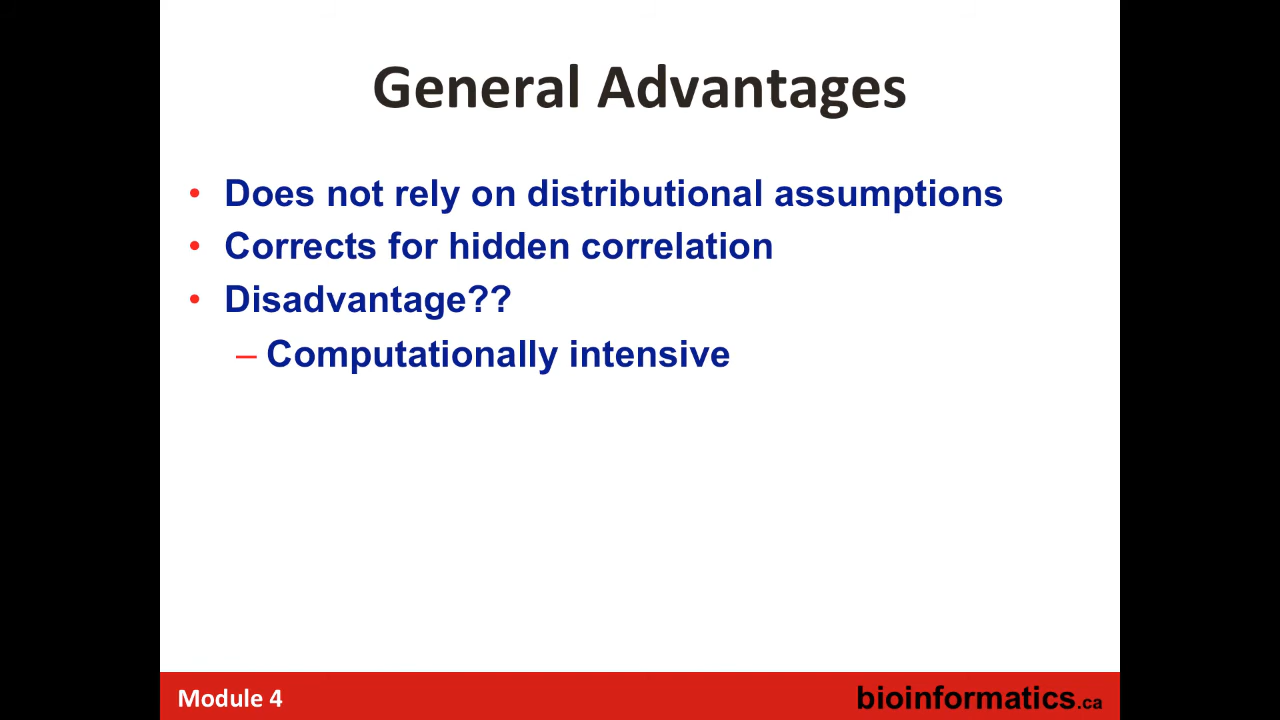 General Advantages
• Does not rely on distributional assumptions
• Corrects for hidden correlation
• Disadvantage??
– Computationally intensive
Module 4
bioinformatics.ca